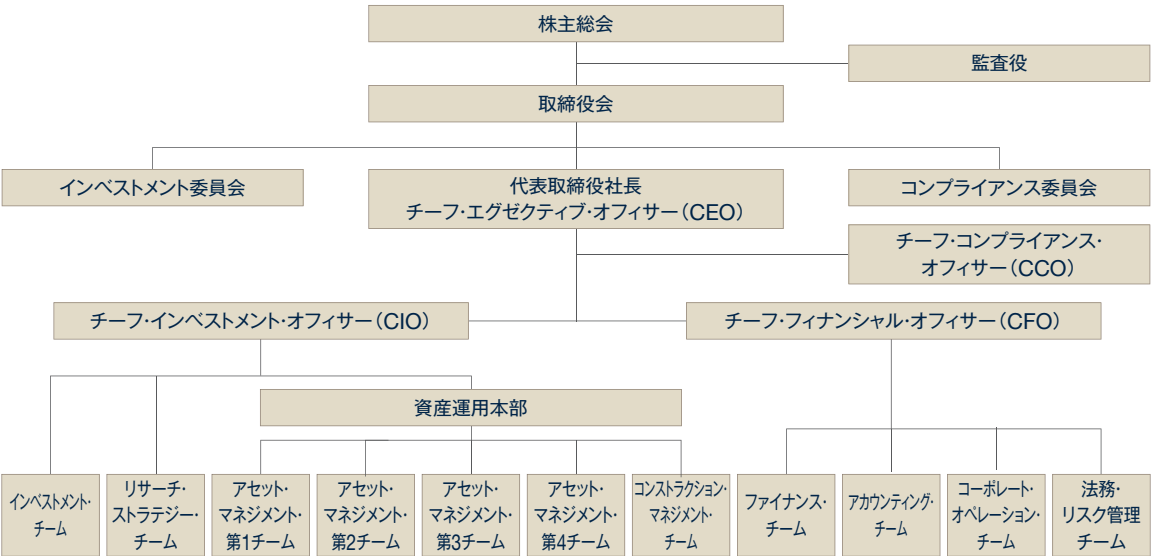 株主総会
監査役
取締役会
インベストメント委員会
代表取締役社長
チーフ・エグゼクティブ・オフィサー（CEO）
コンプライアンス委員会
チーフ・コンプライアンス・
オフィサー（CCO）
チーフ・インベストメント・オフィサー（CIO）
チーフ・フィナンシャル・オフィサー（CFO）
資産運用本部
インベストメント・
チーム
リサーチ・
ストラテジー・
チーム
アセット・
マネジメント・
第1チーム
アセット・
マネジメント・
第2チーム
アセット・
マネジメント・
第3チーム
アセット・
マネジメント・
第4チーム
コンストラクション・
マネジメント・
チーム
ファイナンス・
チーム
アカウンティング・
チーム
コーポレート・
オペレーション・
チーム
法務・
リスク管理
チーム